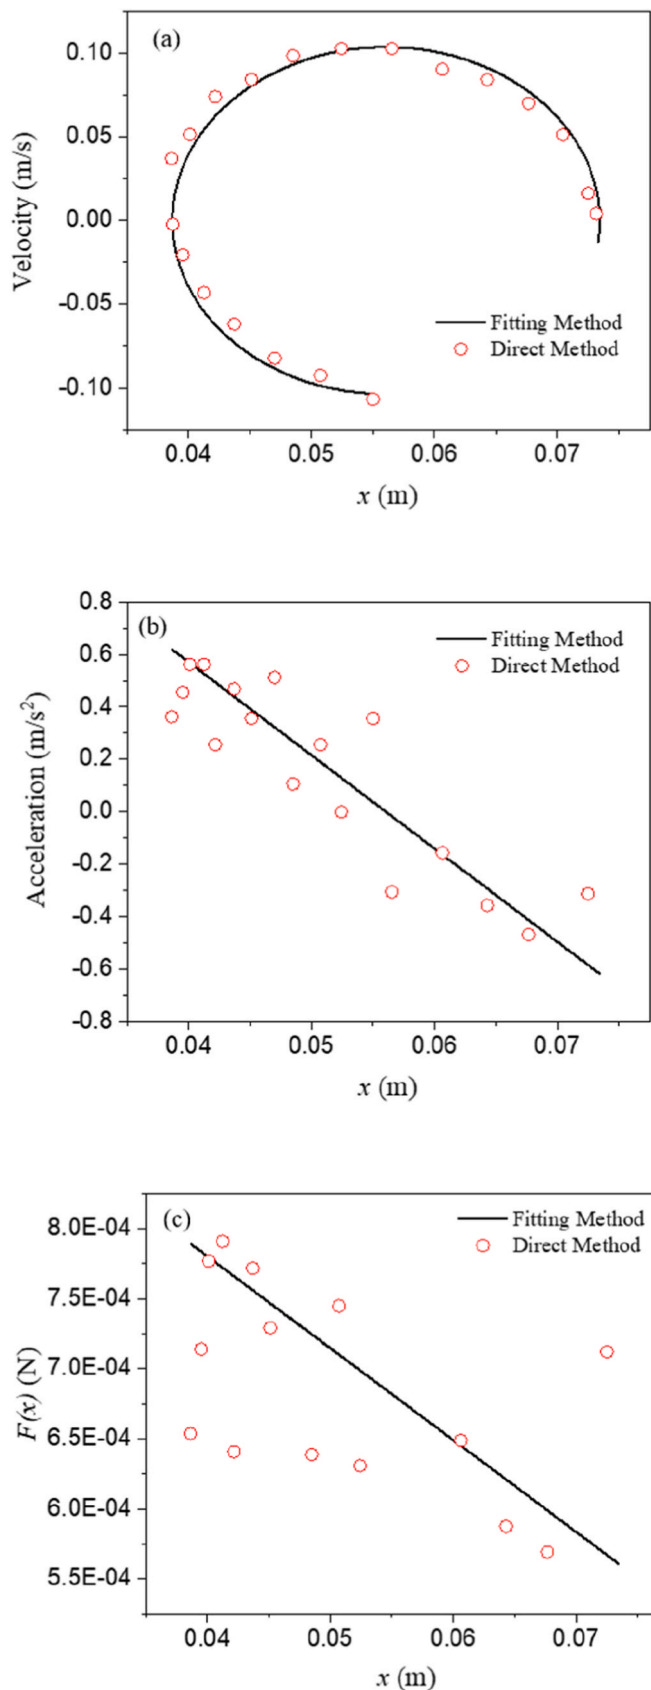 (a)
0.10
0.05
0.00
-0.05
-0.10
Velocity (m/s)
Fitting Method
Direct Method
0.04 0.05 0.06 0.07
x (m)
(b)
0.8
0.6
0.4
0.2
0.0
-0.2
-0.4
-0.6
-0.8
Acceleration (m/s²)
Fitting Method
Direct Method
0.04 0.05 0.06 0.07
x (m)
(c)
8.0E-04
7.5E-04
7.0E-04
6.5E-04
6.0E-04
5.5E-04
F(x) (N)
Fitting Method
Direct Method
0.04 0.05 0.06 0.07
x (m)